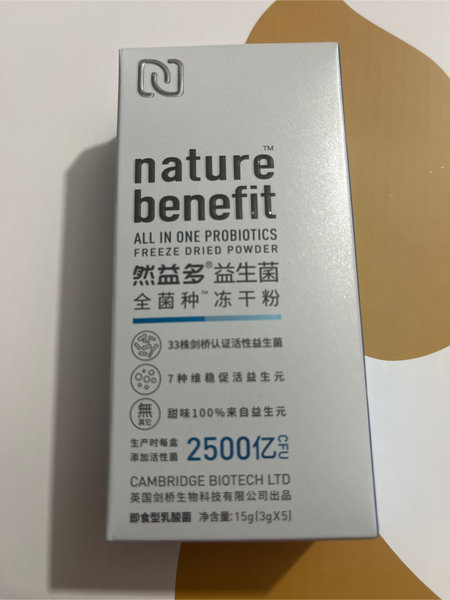 nature™
benefit
ALL IN ONE PROBIOTICS
FREEZE DRIED POWDER
然益多®益生菌
全菌种™冻干粉
33株剑桥认证活性益生菌
7种维稳促活益生元
無
其它
甜味100%来自益生元
生产时每盒
添加活性菌 2500亿CFU
CAMBRIDGE BIOTECH LTD
英国剑桥生物科技有限公司出品
即食型乳酸菌 净含量:15g(3gX5)